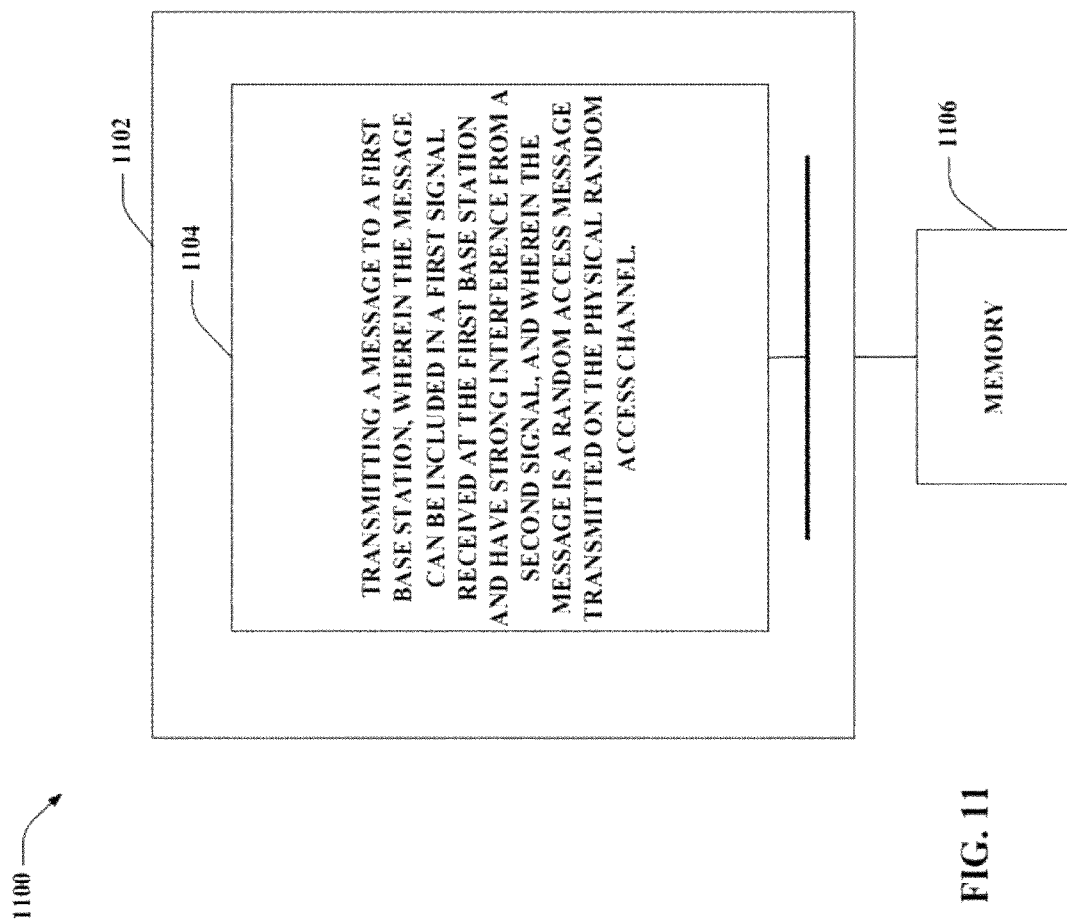 1100
1102
1104
TRANSMITTING A MESSAGE TO A FIRST
BASE STATION, WHEREIN THE MESSAGE
CAN BE INCLUDED IN A FIRST SIGNAL
RECEIVED AT THE FIRST BASE STATION
AND HAVE STRONG INTERFERENCE FROM A
SECOND SIGNAL, AND WHEREIN THE
MESSAGE IS A RANDOM ACCESS MESSAGE
TRANSMITTED ON THE PHYSICAL RANDOM
ACCESS CHANNEL.
1106
MEMORY
FIG. 11